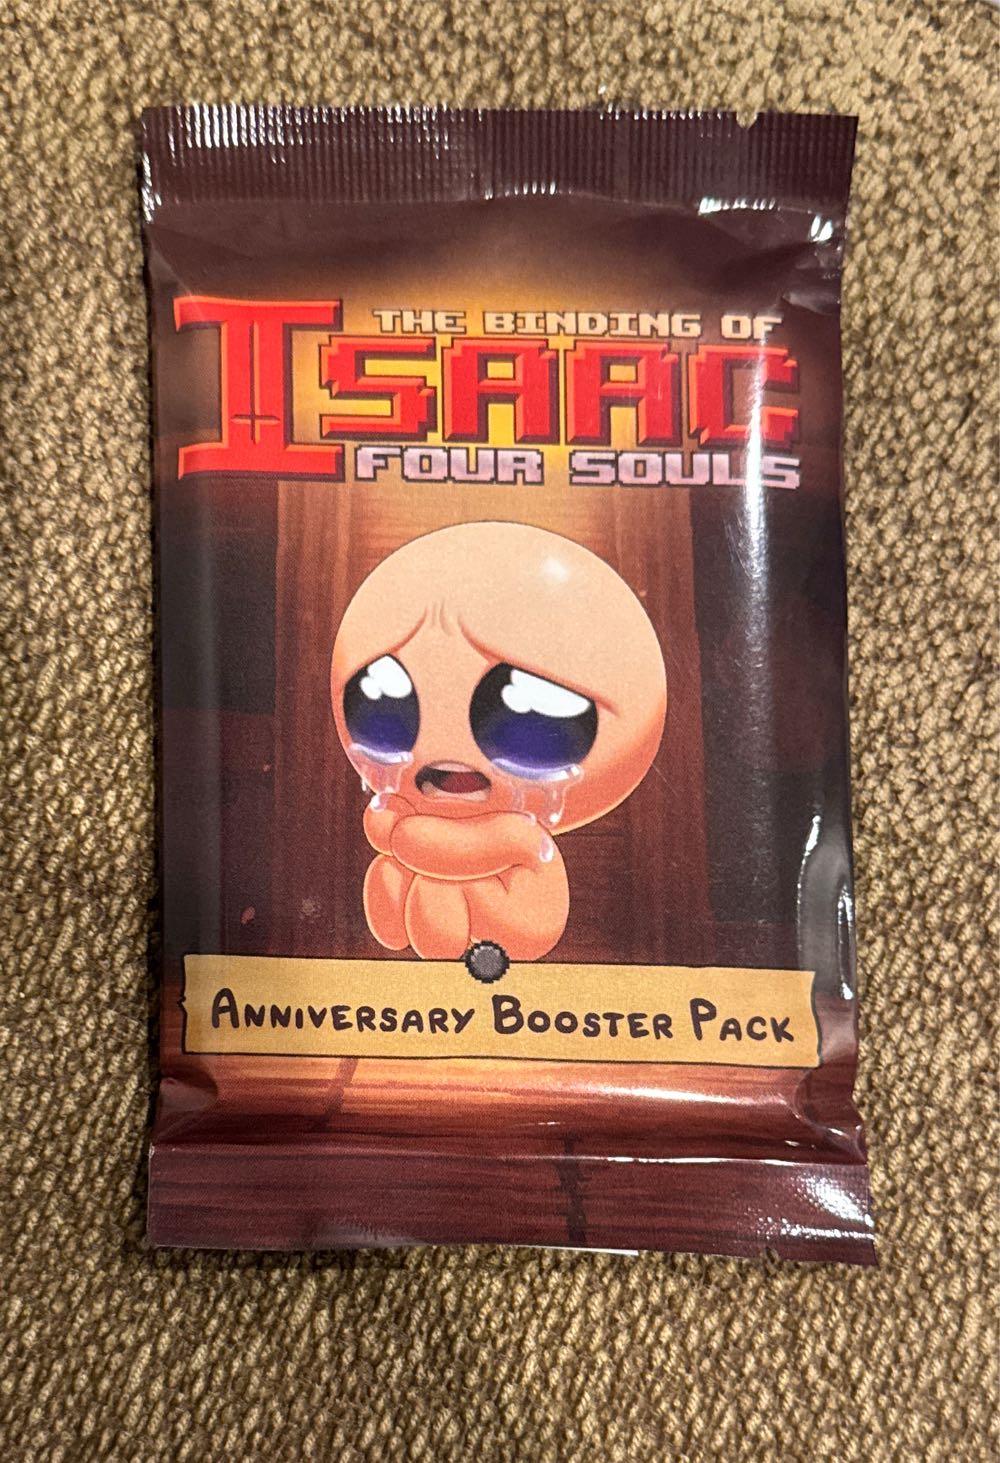 THE BINDING OF
ISAAC
FOUR SOULS
ANNIVERSARY BOOSTER PACK